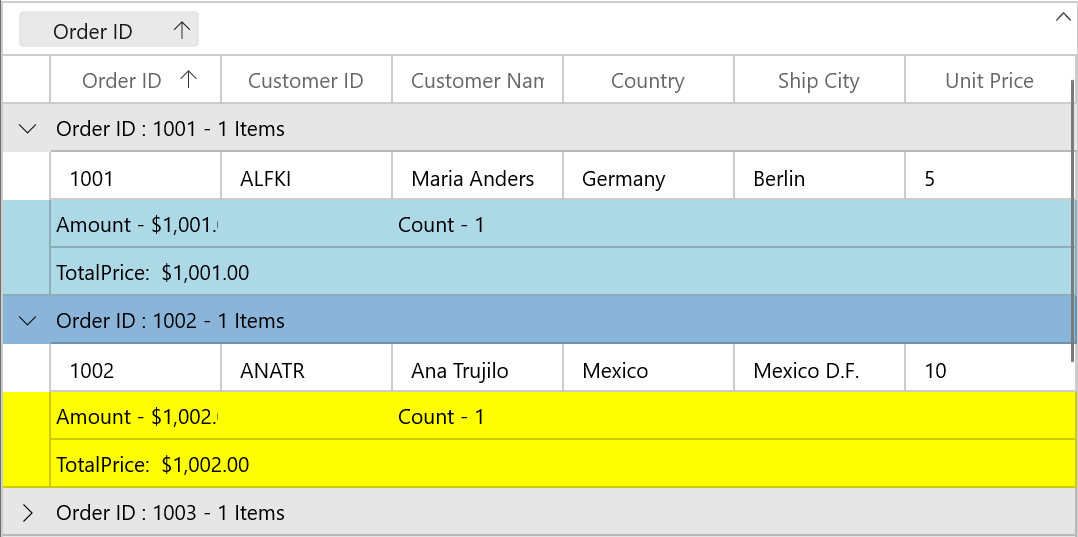 Order ID
Order ID Customer ID Customer Nam Country Ship City Unit Price
Order ID : 1001 - 1 Items
1001 ALFKI Maria Anders Germany Berlin 5
Amount - $1,001. Count - 1
TotalPrice: $1,001.00
Order ID : 1002 - 1 Items
1002 ANATR Ana Trujilo Mexico Mexico D.F. 10
Amount - $1,002. Count - 1
TotalPrice: $1,002.00
Order ID : 1003 - 1 Items